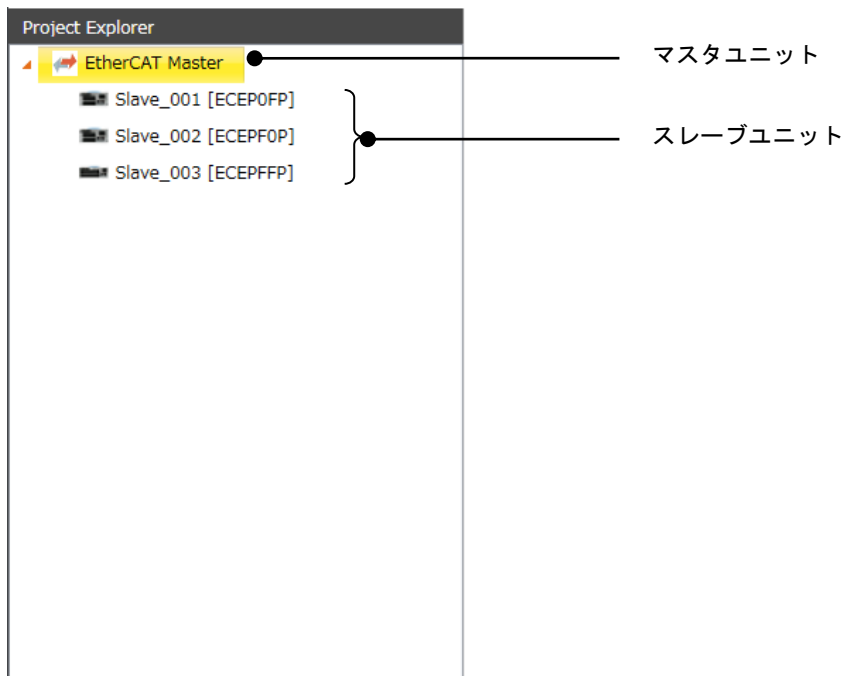 Project Explorer
EtherCAT Master
マスタユニット
Slave_001 [ECEP0FP]
Slave_002 [ECEPF0P]
スレーブユニット
Slave_003 [ECEPFFP]